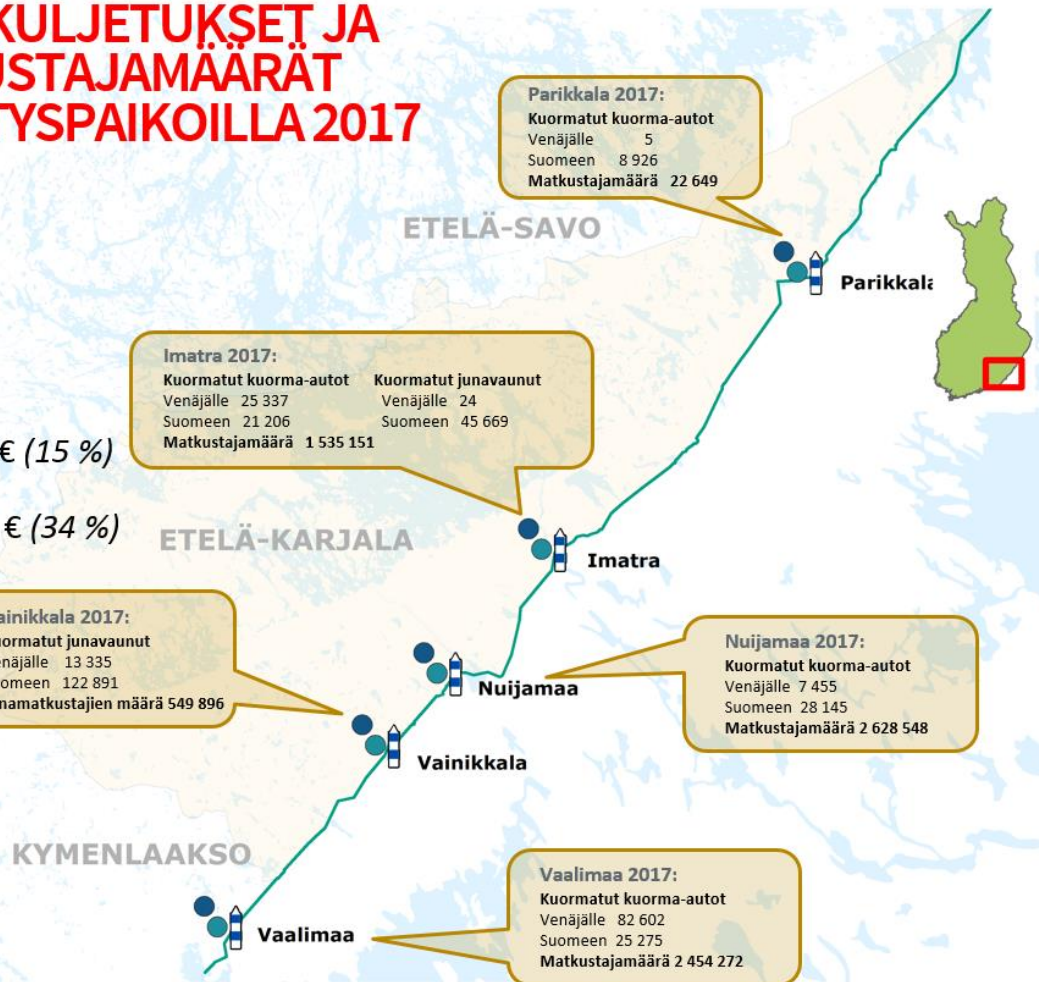 KULJETUKSET JA
USTAJAMÄÄRÄT
TYSPAIKOILLA 2017
Parikkala 2017:
Kuormatut kuorma-autot
Venäjälle 5
Suomeen 8 926
Matkustajamäärä 22 649
ETELÄ-SAVO
Parikkala
Imatra 2017:
Kuormatut kuorma-autot Kuormatut junavaunut
Venäjälle 25 337 Venäjälle 24
Suomeen 21 206 Suomeen 45 669
Matkustajamäärä 1 535 151
€ (15 %)
€ (34 %)
ETELÄ-KARJALA
Imatra
ainikkala 2017:
uormatut junavaunut
enäjälle 13 335
uomeen 122 891
namatkustajien määrä 549 896
Nuijamaa 2017:
Kuormatut kuorma-autot
Venäjälle 7 455
Suomeen 28 145
Matkustajamäärä 2 628 548
Nuijamaa
Vainikkala
KYMENLAAKSO
Vaalimaa 2017:
Kuormatut kuorma-autot
Venäjälle 82 602
Suomeen 25 275
Matkustajamäärä 2 454 272
Vaalimaa